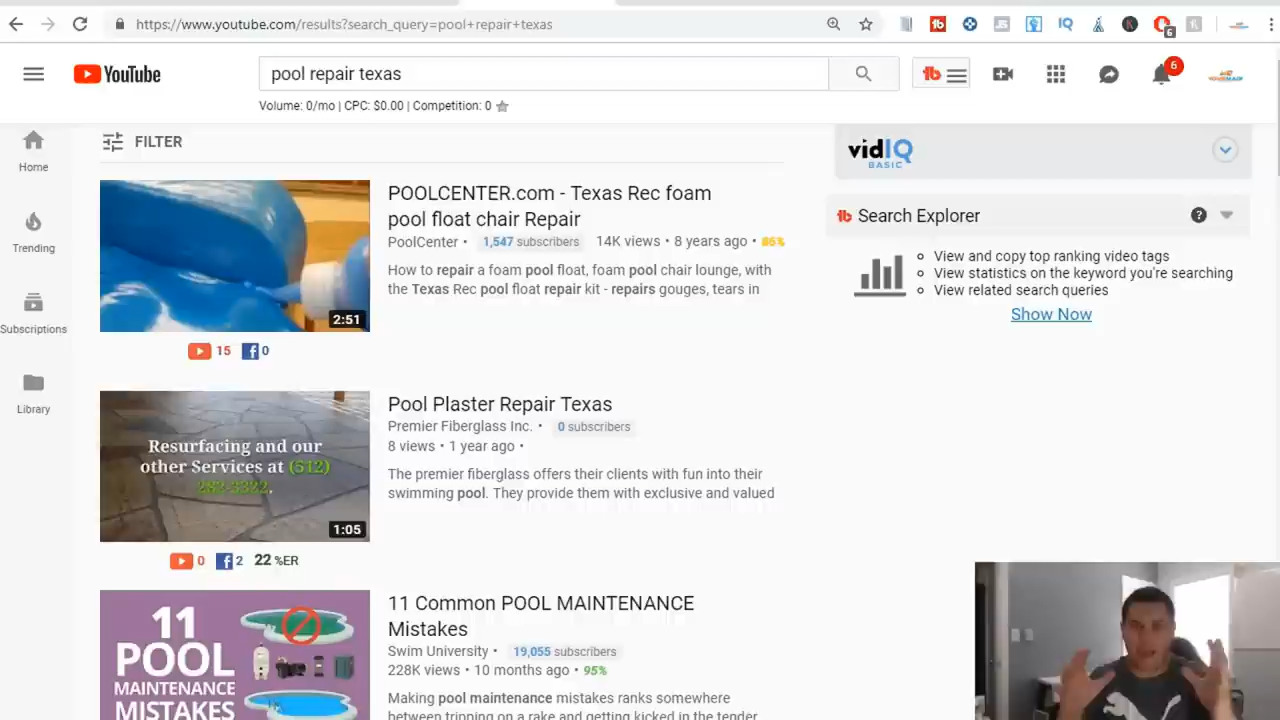 https://www.youtube.com/results?search_query=pool+repair+texas
6
YouTube
pool repair texas
6
Volume: 0/mo | CPC: $0.00 | Competition: 0
FILTER
Home
Trending
Subscriptions
Library
2:51
15 0
POOLCENTER.com - Texas Rec foam
pool float chair Repair
PoolCenter • 1,547 subscribers 14K views • 8 years ago • 86%
How to repair a foam pool float, foam pool chair lounge, with
the Texas Rec pool float repair kit - repairs gouges, tears in
Resurfacing and our
other Services at (512)
282-3322.
1:05
0 2 22 %ER
Pool Plaster Repair Texas
Premier Fiberglass Inc. • 0 subscribers
8 views • 1 year ago •
The premier fiberglass offers their clients with fun into their
swimming pool. They provide them with exclusive and valued
11
POOL
MAINTENANCE
MISTAKES
11 Common POOL MAINTENANCE
Mistakes
Swim University • 19,055 subscribers
228K views • 10 months ago • 95%
Making pool maintenance mistakes ranks somewhere
between tripping on a rake and getting kicked in the tender
vidIQ
BASIC
tb Search Explorer ?
View and copy top ranking video tags
View statistics on the keyword you're searching
View related search queries
Show Now